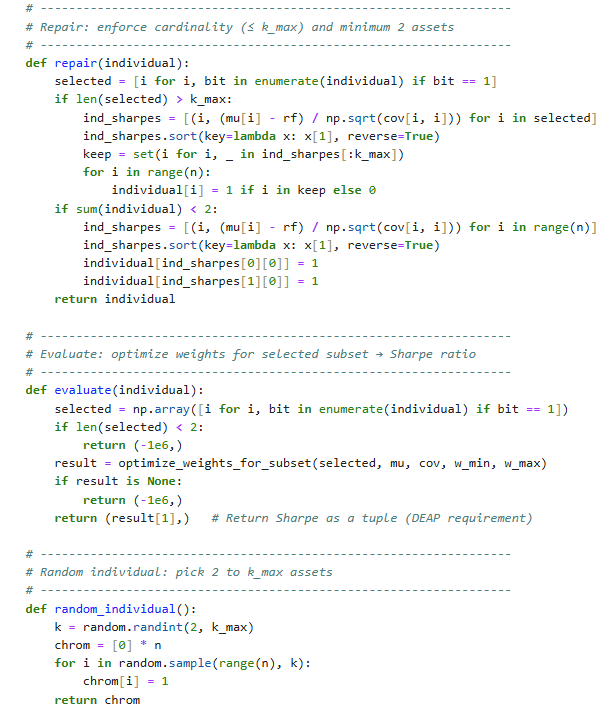 # ---------------------------------------------------------------
# Repair: enforce cardinality (≤ k_max) and minimum 2 assets
# ---------------------------------------------------------------
def repair(individual):
    selected = [i for i, bit in enumerate(individual) if bit == 1]
    if len(selected) > k_max:
        ind_sharpes = [(i, (mu[i] - rf) / np.sqrt(cov[i, i])) for i in selected]
        ind_sharpes.sort(key=lambda x: x[1], reverse=True)
        keep = set(i for i, _ in ind_sharpes[:k_max])
        for i in range(n):
            individual[i] = 1 if i in keep else 0
    if sum(individual) < 2:
        ind_sharpes = [(i, (mu[i] - rf) / np.sqrt(cov[i, i])) for i in range(n)]
        ind_sharpes.sort(key=lambda x: x[1], reverse=True)
        individual[ind_sharpes[0][0]] = 1
        individual[ind_sharpes[1][0]] = 1
    return individual

# ---------------------------------------------------------------
# Evaluate: optimize weights for selected subset → Sharpe ratio
# ---------------------------------------------------------------
def evaluate(individual):
    selected = np.array([i for i, bit in enumerate(individual) if bit == 1])
    if len(selected) < 2:
        return (-1e6,)
    result = optimize_weights_for_subset(selected, mu, cov, w_min, w_max)
    if result is None:
        return (-1e6,)
    return (result[1],)   # Return Sharpe as a tuple (DEAP requirement)

# ---------------------------------------------------------------
# Random individual: pick 2 to k_max assets
# ---------------------------------------------------------------
def random_individual():
    k = random.randint(2, k_max)
    chrom = [0] * n
    for i in random.sample(range(n), k):
        chrom[i] = 1
    return chrom